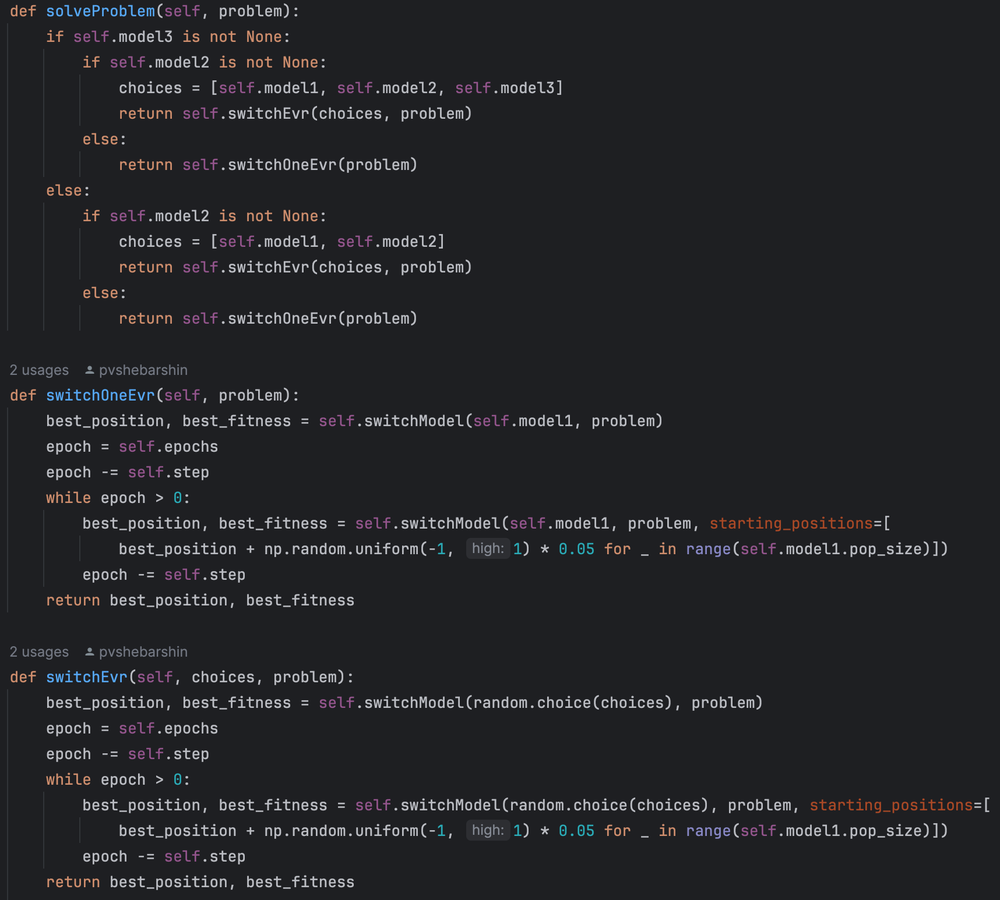 def solveProblem(self, problem):
    if self.model3 is not None:
        if self.model2 is not None:
            choices = [self.model1, self.model2, self.model3]
            return self.switchEvr(choices, problem)
        else:
            return self.switchOneEvr(problem)
    else:
        if self.model2 is not None:
            choices = [self.model1, self.model2]
            return self.switchEvr(choices, problem)
        else:
            return self.switchOneEvr(problem)
2 usages pvshebarshin
def switchOneEvr(self, problem):
    best_position, best_fitness = self.switchModel(self.model1, problem)
    epoch = self.epochs
    epoch -= self.step
    while epoch > 0:
        best_position, best_fitness = self.switchModel(self.model1, problem, starting_positions=[
            best_position + np.random.uniform(-1, high: 1) * 0.05 for _ in range(self.model1.pop_size)])
        epoch -= self.step
    return best_position, best_fitness
2 usages pvshebarshin
def switchEvr(self, choices, problem):
    best_position, best_fitness = self.switchModel(random.choice(choices), problem)
    epoch = self.epochs
    epoch -= self.step
    while epoch > 0:
        best_position, best_fitness = self.switchModel(random.choice(choices), problem, starting_positions=[
            best_position + np.random.uniform(-1, high: 1) * 0.05 for _ in range(self.model1.pop_size)])
        epoch -= self.step
    return best_position, best_fitness